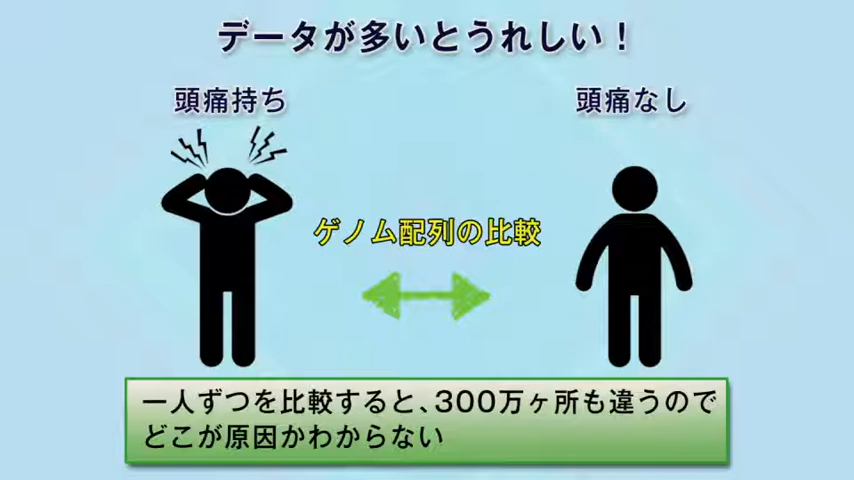 データが多いとうれしい！
頭痛持ち
頭痛なし
ゲノム配列の比較
一人ずつを比較すると、300万ヶ所も違うので
どこが原因かわからない